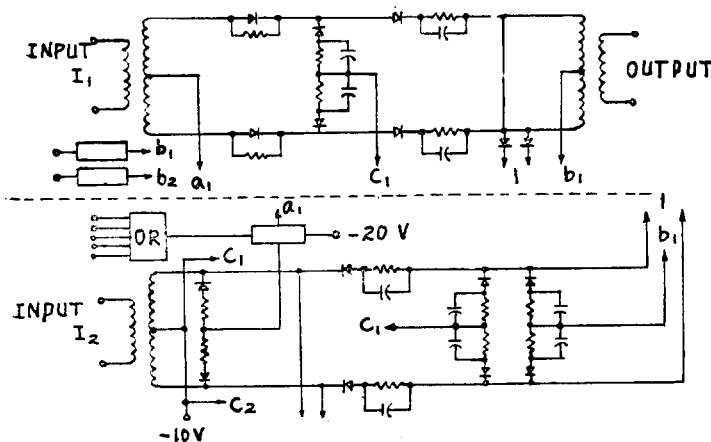 INPUT
I1
OUTPUT
b1
b2
a1
C1
1
b1
OR
a1
-20 V
C1
1
b1
INPUT
I2
C1
C2
-10V